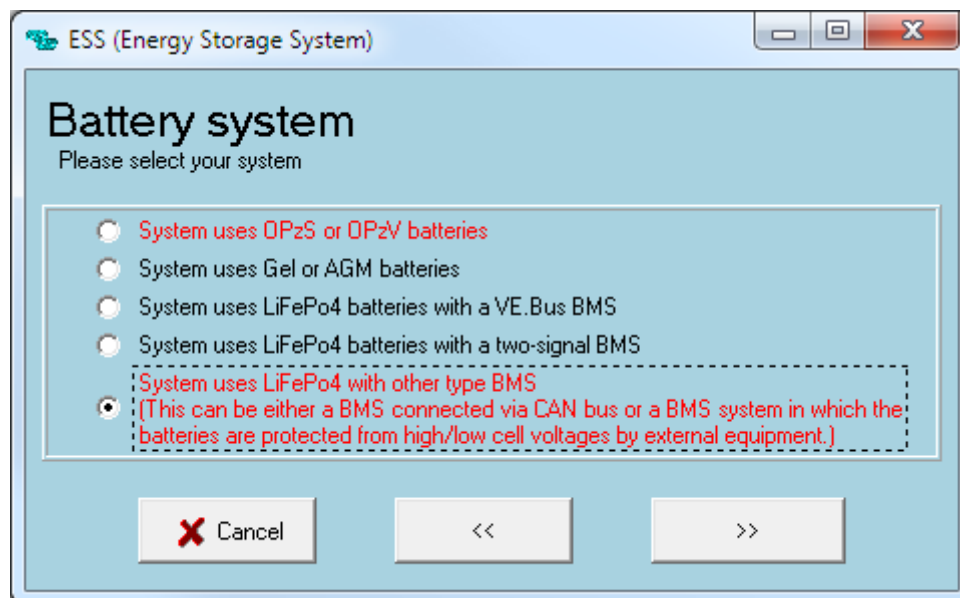 ESS (Energy Storage System)
Battery system
Please select your system
System uses OPzS or OPzV batteries
System uses Gel or AGM batteries
System uses LiFePo4 batteries with a VE.Bus BMS
System uses LiFePo4 batteries with a two-signal BMS
System uses LiFePo4 with other type BMS
(This can be either a BMS connected via CAN bus or a BMS system in which the
batteries are protected from high/low cell voltages by external equipment.)
Cancel
<<
>>